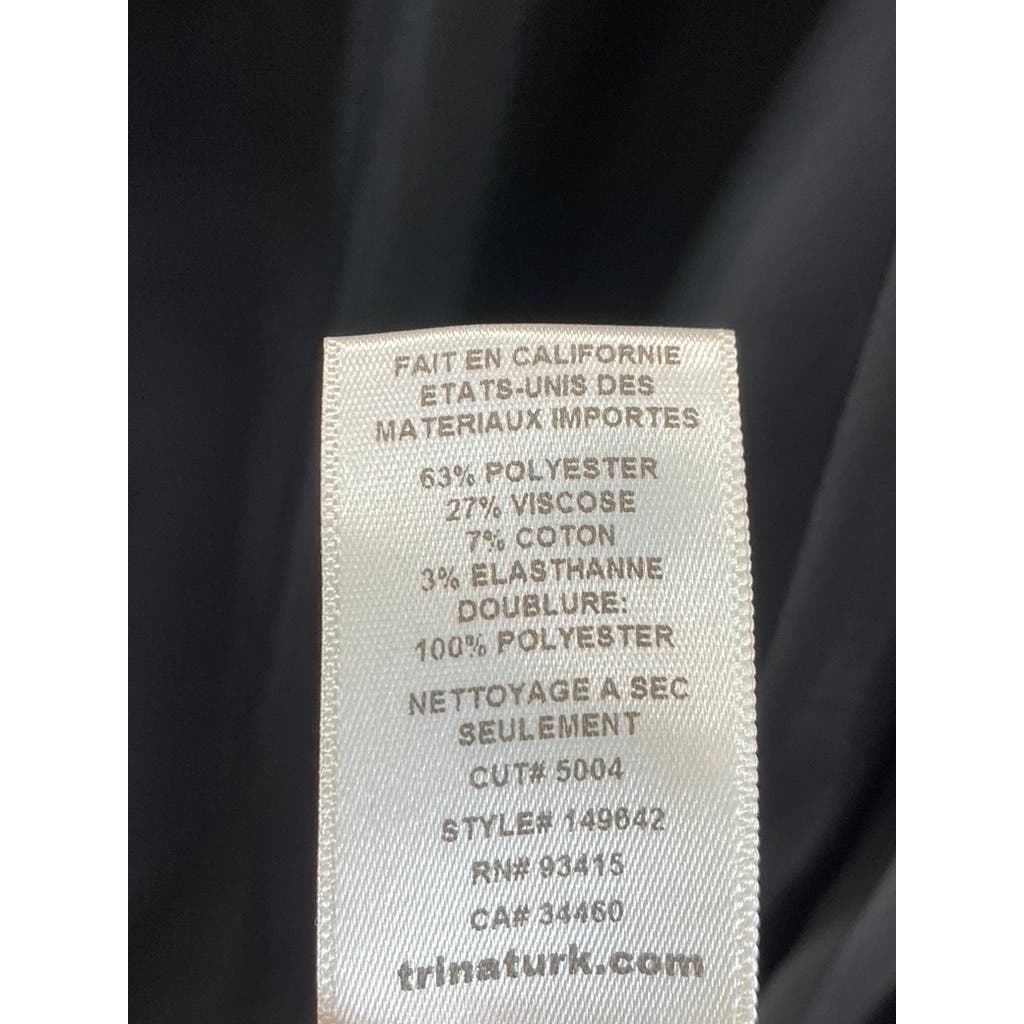 FAIT EN CALIFORNIE
ETATS-UNIS DES
MATERIAUX IMPORTES
63% POLYESTER
27% VISCOSE
7% COTON
3% ELASTHANNE
DOUBLURE:
100% POLYESTER
NETTOYAGE A SEC
SEULEMENT
CUT# 5004
STYLE# 149642
RN# 93415
CA# 34460
trinaturk.com